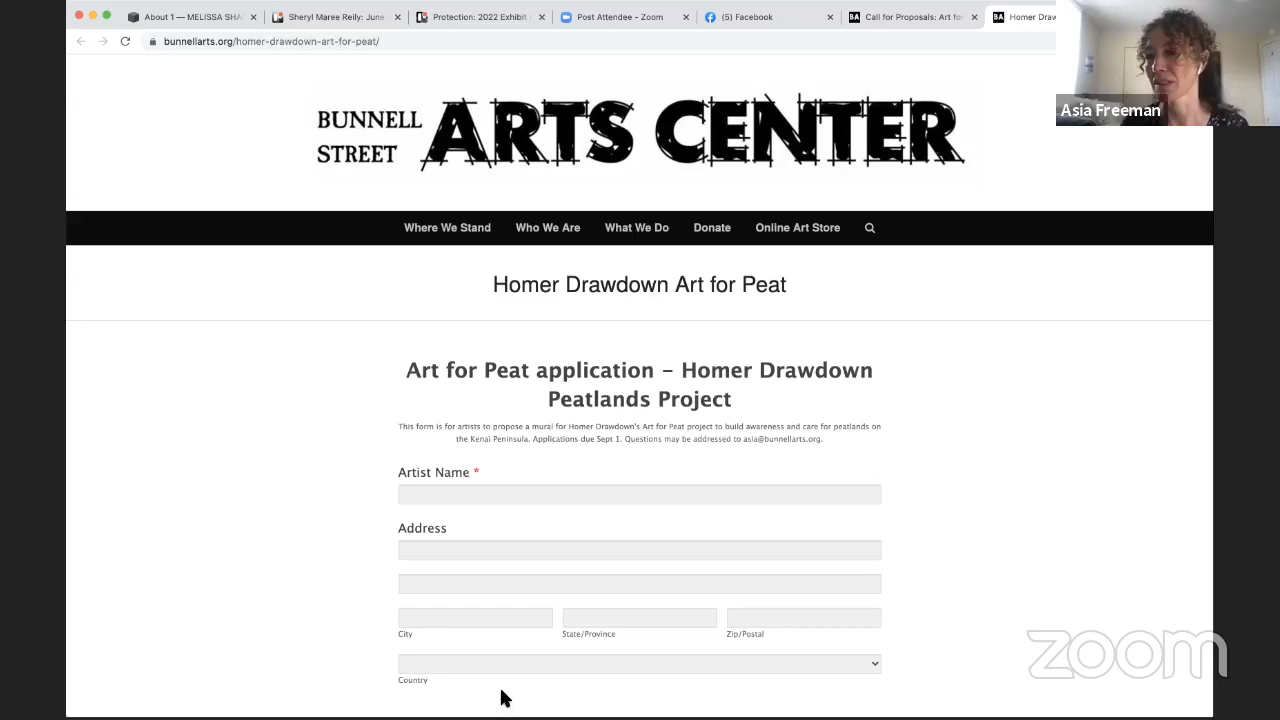 About 1 — MELISSA SHA
Sheryl Maree Reily: June
Protection: 2022 Exhibit
Post Attendee - Zoom
(5) Facebook
BA Call for Proposals: Art for
BA Homer Draw
bunnellarts.org/homer-drawdown-art-for-peat/
Asia Freeman
BUNNELL STREET ARTS CENTER
Where We Stand Who We Are What We Do Donate Online Art Store
Homer Drawdown Art for Peat
Art for Peat application – Homer Drawdown
Peatlands Project
This form is for artists to propose a mural for Homer Drawdown's Art for Peat project to build awareness and care for peatlands on
the Kenai Peninsula. Applications due Sept 1. Questions may be addressed to asia@bunnellarts.org.
Artist Name *
Address
City State/Province Zip/Postal
Country
zoom